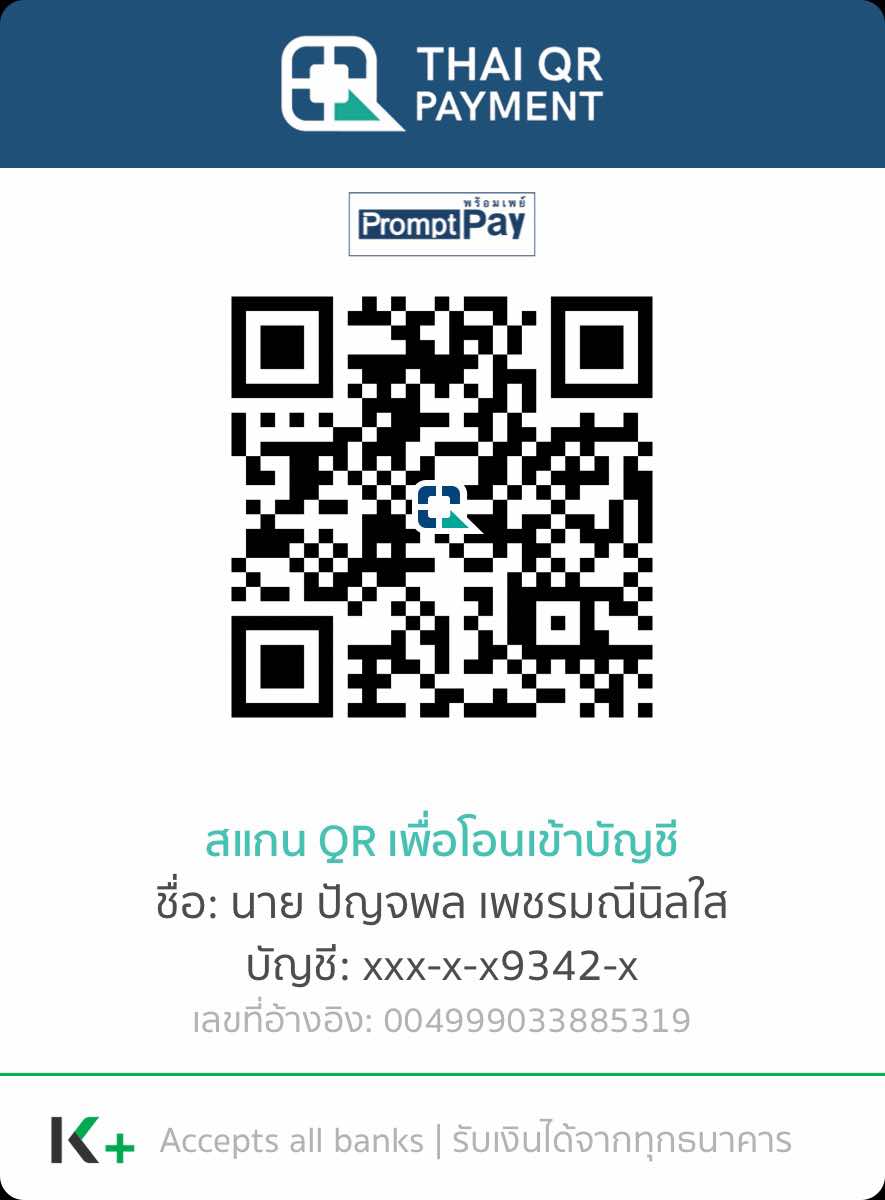 THAI QR
PAYMENT
พร้อมเพย์
PromptPay
สแกน QR เพื่อโอนเข้าบัญชี
ชื่อ: นาย ปัญจพล เพชรมณีนิลใส
บัญชี: xxx-x-x9342-x
เลขที่อ้างอิง: 004999033885319
K+ Accepts all banks | รับเงินได้จากทุกธนาคาร